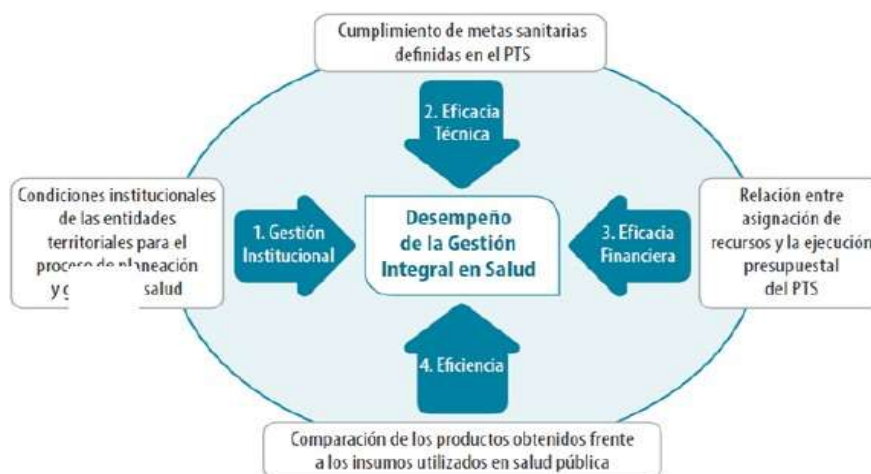 Cumplimiento de metas sanitarias
definidas en el PTS
2. Eficacia
Técnica
Condiciones institucionales
de las entidades
territoriales para el
proceso de planeación
y salud
1. Gestión
Institucional
Desempeño
de la Gestión
Integral en Salud
3. Eficacia
Financiera
Relación entre
asignación de
recursos y la ejecución
presupuestal
del PTS
4. Eficiencia
Comparación de los productos obtenidos frente
a los insumos utilizados en salud pública